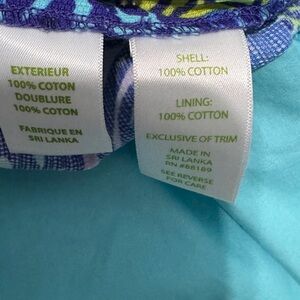 EXTERIEUR
100% COTON
DOUBLURE
100% COTON
FABRIQUE EN
SRI LANKA
SHELL:
100% COTTON
LINING:
100% COTTON
EXCLUSIVE OF TRIM
MADE IN
SRI LANKA
RN #88189
SEE REVERSE
FOR CARE